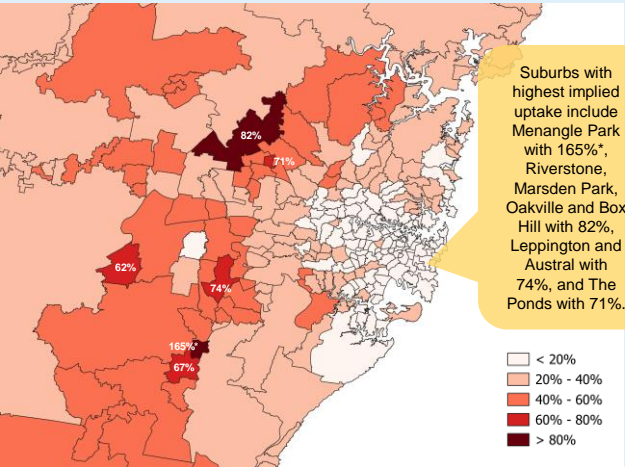 82%
71%
62%
74%
165%*
67%
Suburbs with
highest implied
uptake include
Menangle Park
with 165%*,
Riverstone,
Marsden Park,
Oakville and Box
Hill with 82%,
Leppington and
Austral with
74%, and The
Ponds with 71%.
< 20%
20% - 40%
40% - 60%
60% - 80%
> 80%